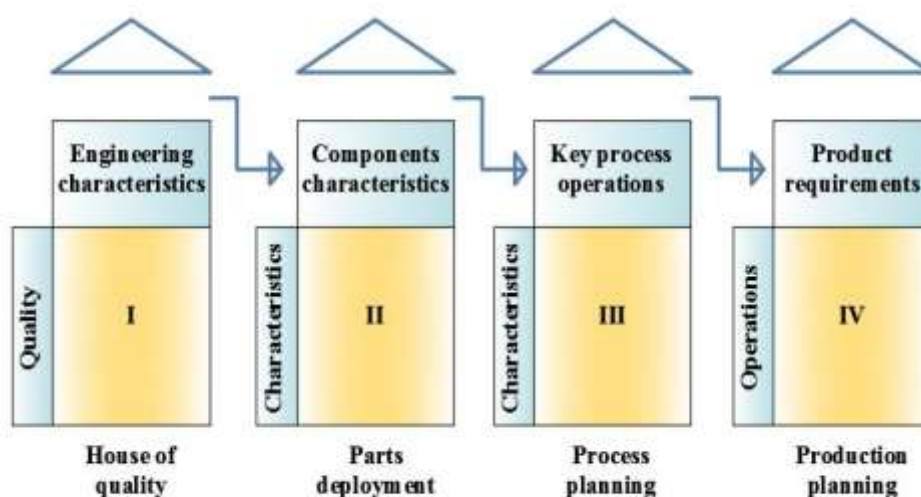 Engineering
characteristics
Components
characteristics
Key process
operations
Product
requirements
Quality
I
Characteristics
II
Characteristics
III
Operations
IV
House of
quality
Parts
deployment
Process
planning
Production
planning